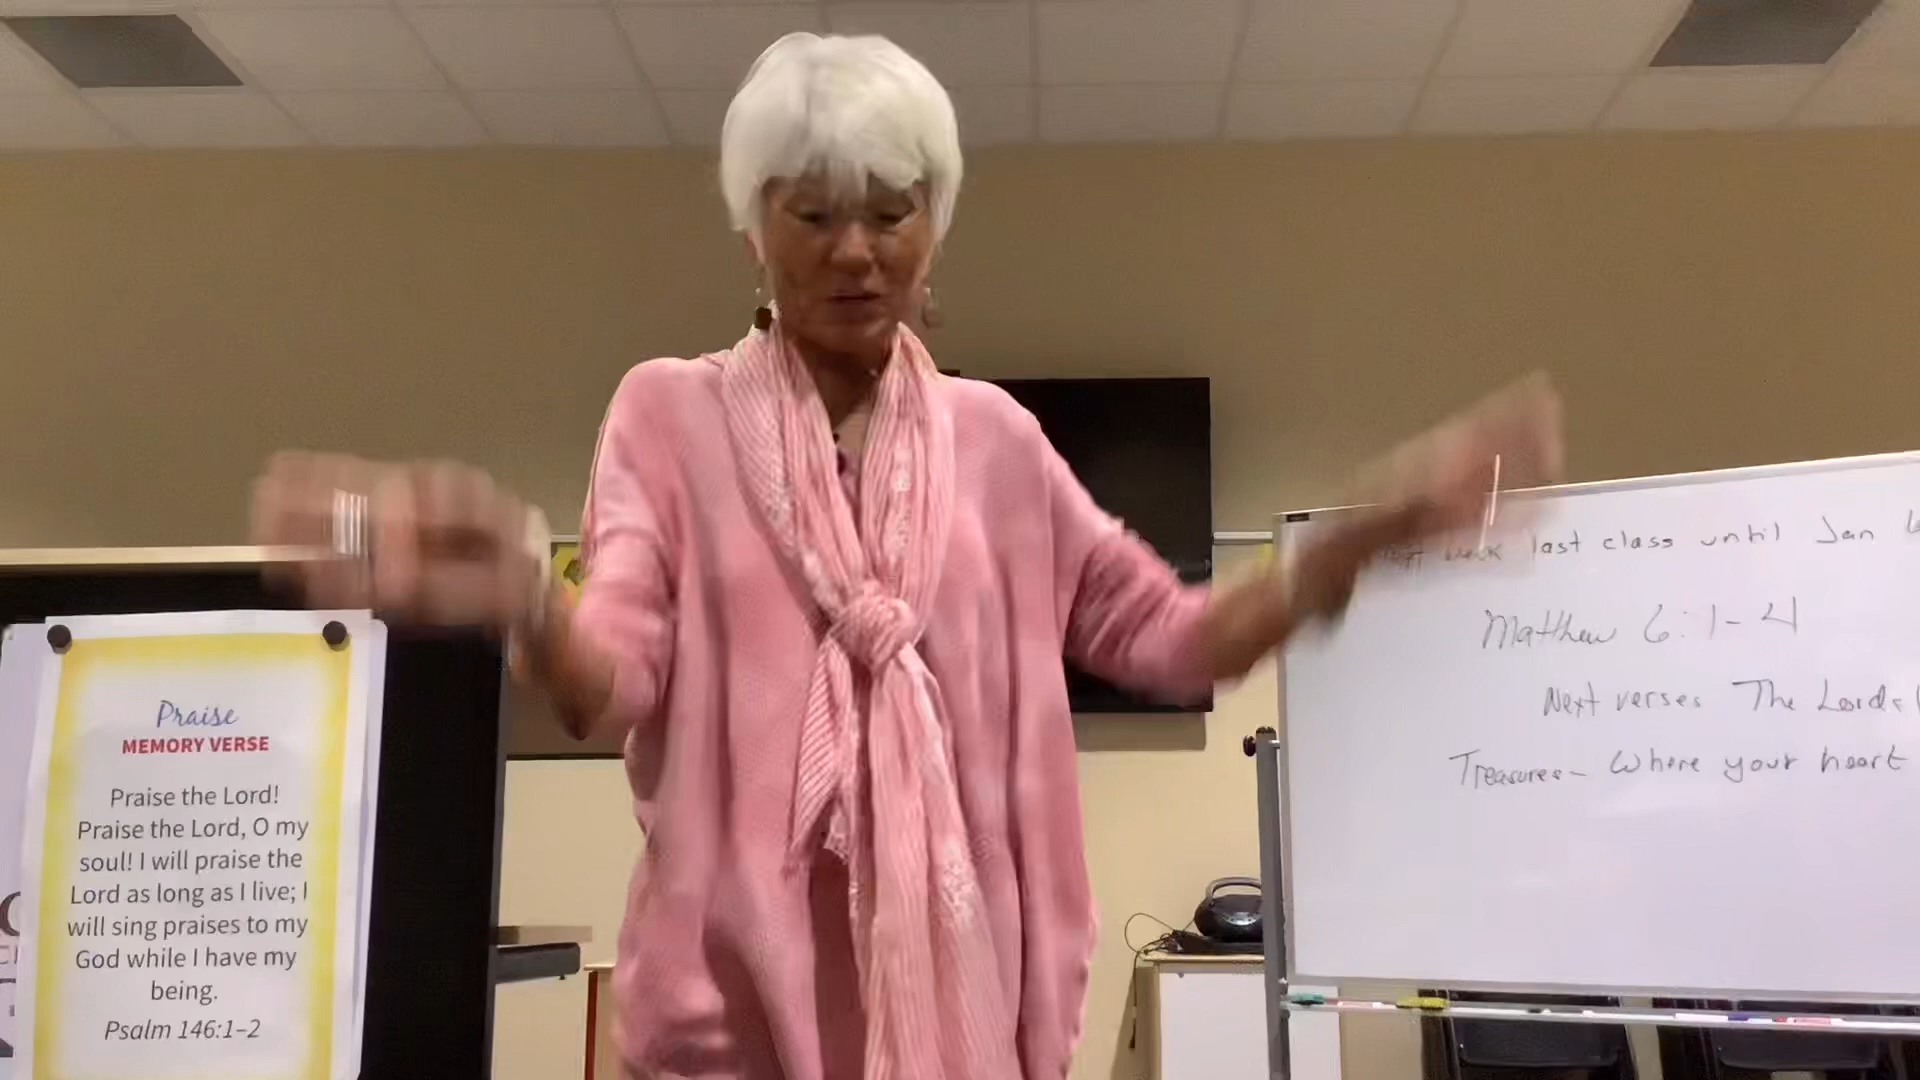 Praise
MEMORY VERSE
Praise the Lord!
Praise the Lord, O my
soul! I will praise the
Lord as long as I live; I
will sing praises to my
God while I have my
being.
Psalm 146:1–2
last class until Jan
Matthew 6:1-4
Next verses The Lords
Treasures- Where your heart